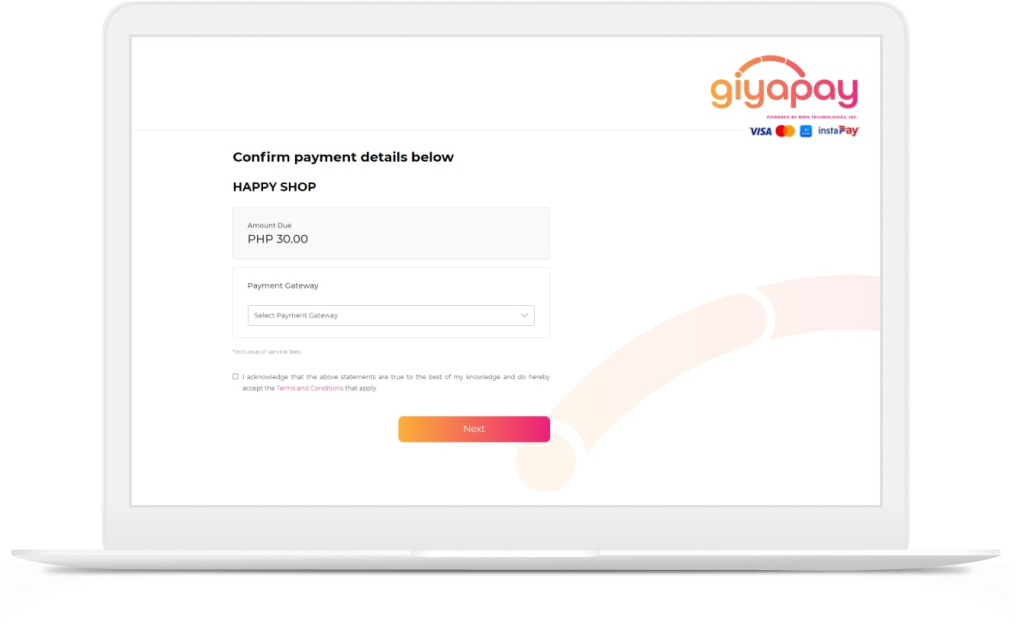 giyapay
POWERED BY BINS TECHNOLOGIES, INC.
VISA instaPay
Confirm payment details below
HAPPY SHOP
Amount Due
PHP 30.00
Payment Gateway
Select Payment Gateway
*Inclusive of service fees
I acknowledge that the above statements are true to the best of my knowledge and do hereby
accept the Terms and Conditions that apply
Next